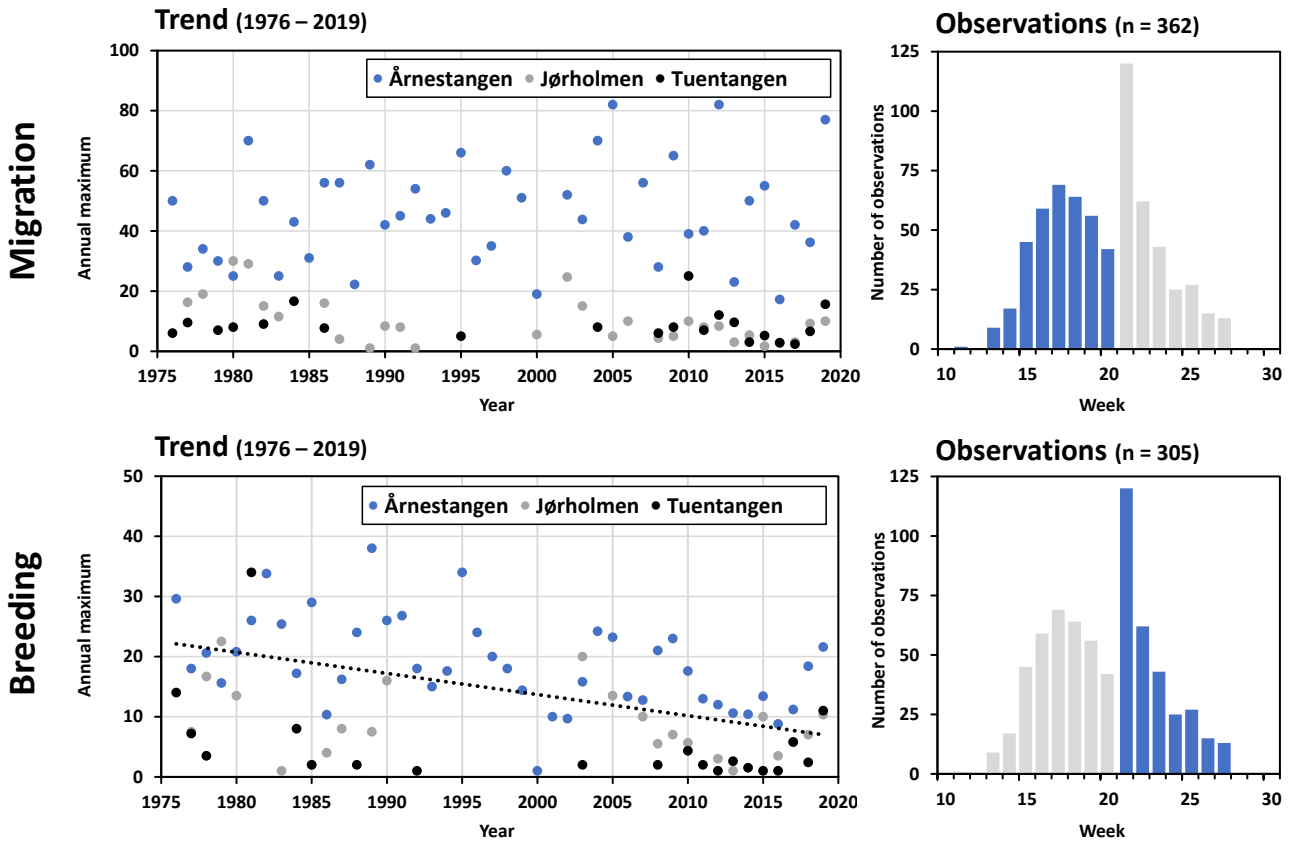 Trend (1976 – 2019)
Observations (n = 362)
Migration
Annual maximum
100
80
60
40
20
0
Årnestangen Jørholmen Tuentangen
1975 1980 1985 1990 1995 2000 2005 2010 2015 2020
Year
Number of observations
125
100
75
50
25
0
10 15 20 25 30
Week
Trend (1976 – 2019)
Observations (n = 305)
Breeding
Annual maximum
50
40
30
20
10
0
Årnestangen Jørholmen Tuentangen
1975 1980 1985 1990 1995 2000 2005 2010 2015 2020
Year
Number of observations
125
100
75
50
25
0
10 15 20 25 30
Week